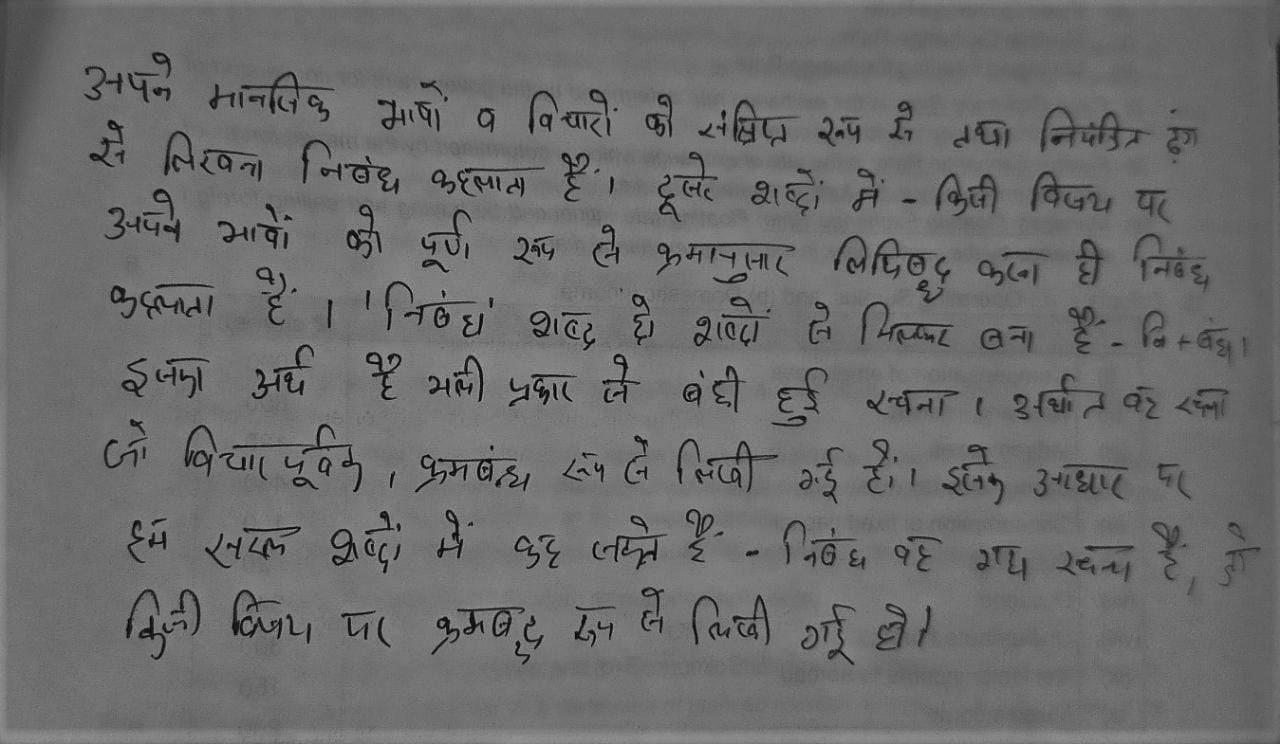 अपने मानसिक भावों व विचारों को संक्षिप्त रूप से तथा नियंत्रित ढ़ंग
से लिखना निबंध कहलाता हैं। दूसरे शब्दों में - किसी विषय पर
अपने भावों को पूर्ण रूप से क्रमानुसार लिपिबद्ध करना ही निबंध
कहलाता हैं। 'निबंध' शब्द दो शब्दों से मिलकर बना हैं - नि + बंध।
इसका अर्थ है भली प्रकार से बंधी हुई रचना। अर्थात वह रचना
जो विचारपूर्वक, क्रमबंध्य रूप से लिखी गई हैं। इसके आधार पर
हम सरल शब्दों में कह सकते हैं - निबंध वह गद्य रचना हैं, जो
किसी विषय पर क्रमबद्ध रूप से लिखी गई हो।